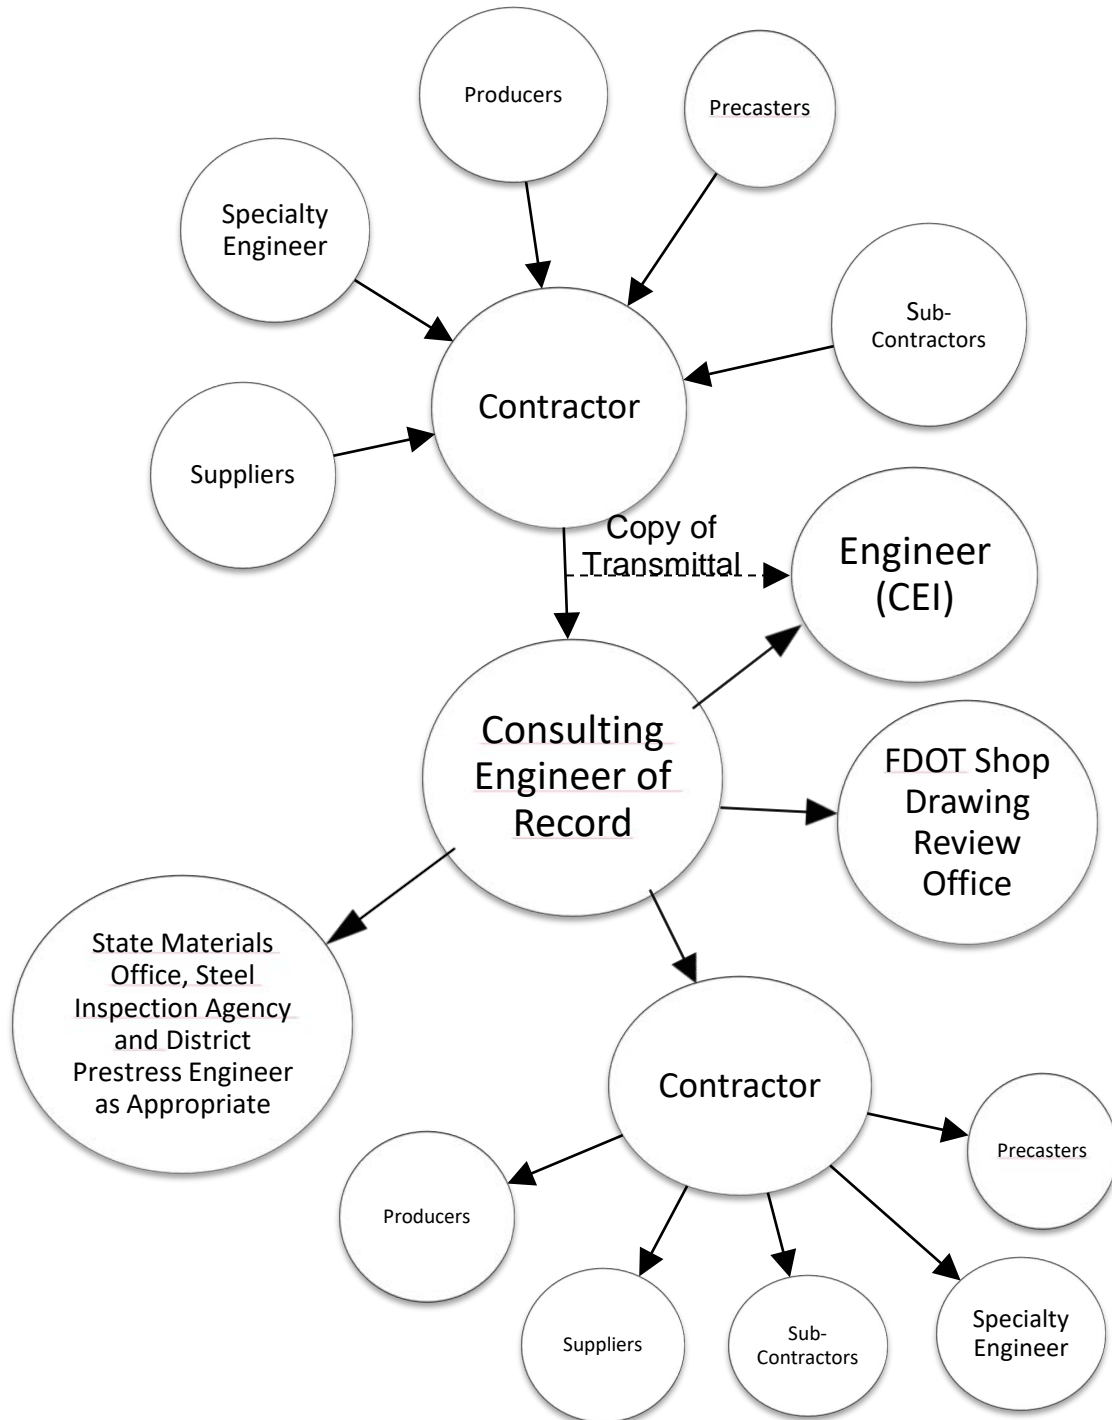 Producers
Precasters
Specialty
Engineer
Sub-
Contractors
Contractor
Suppliers
Copy of
Transmittal
Engineer
(CEI)
Consulting
Engineer of
Record
FDOT Shop
Drawing
Review
Office
State Materials
Office, Steel
Inspection Agency
and District
Prestress Engineer
as Appropriate
Contractor
Precasters
Producers
Suppliers
Sub-
Contractors
Specialty
Engineer